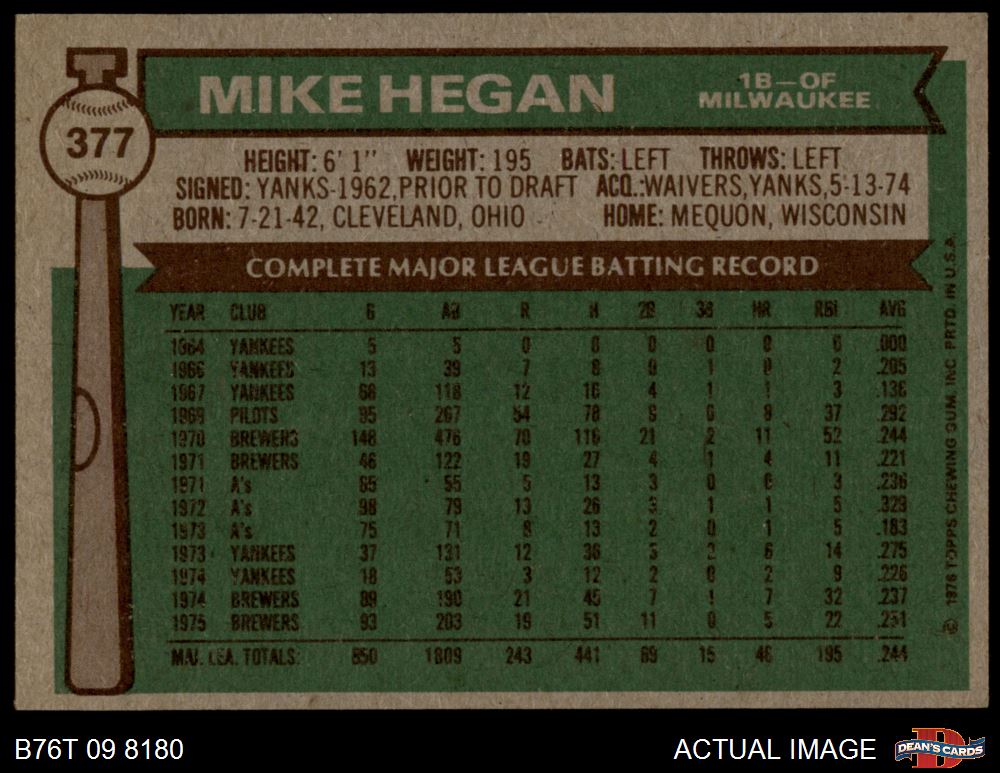 MIKE HEGAN
1B—OF
MILWAUKEE
377
HEIGHT: 6' 1" WEIGHT: 195 BATS: LEFT THROWS: LEFT
SIGNED: YANKS-1962, PRIOR TO DRAFT ACQ.: WAIVERS, YANKS, 5-13-74
BORN: 7-21-42, CLEVELAND, OHIO HOME: MEQUON, WISCONSIN
COMPLETE MAJOR LEAGUE BATTING RECORD
YEAR CLUB G AB R H 2B 3B HR RBI AVG
1964 YANKEES 5 5 0 0 0 0 0 0 .000
1966 YANKEES 13 39 7 8 0 1 0 2 .205
1967 YANKEES 68 118 12 16 4 1 1 3 .136
1969 PILOTS 95 267 54 78 9 6 8 37 .292
1970 BREWERS 148 476 70 116 21 2 11 52 .244
1971 BREWERS 46 122 19 27 4 1 4 11 .221
1971 A's 65 55 5 13 3 0 0 3 .236
1972 A's 98 79 13 26 3 1 1 5 .329
1973 A's 75 71 8 13 2 0 1 5 .183
1973 YANKEES 37 131 12 36 3 2 6 14 .275
1974 YANKEES 18 53 3 12 2 0 2 9 .226
1974 BREWERS 89 190 21 45 7 1 7 32 .237
1975 BREWERS 93 203 19 51 11 0 5 22 .251
MAJ. LEA. TOTALS: 850 1809 243 441 69 15 46 195 .244
© 1976 TOPPS CHEWING GUM, INC. PRTD. IN U.S.A.
B76T 09 8180
ACTUAL IMAGE
D
DEAN'S CARDS